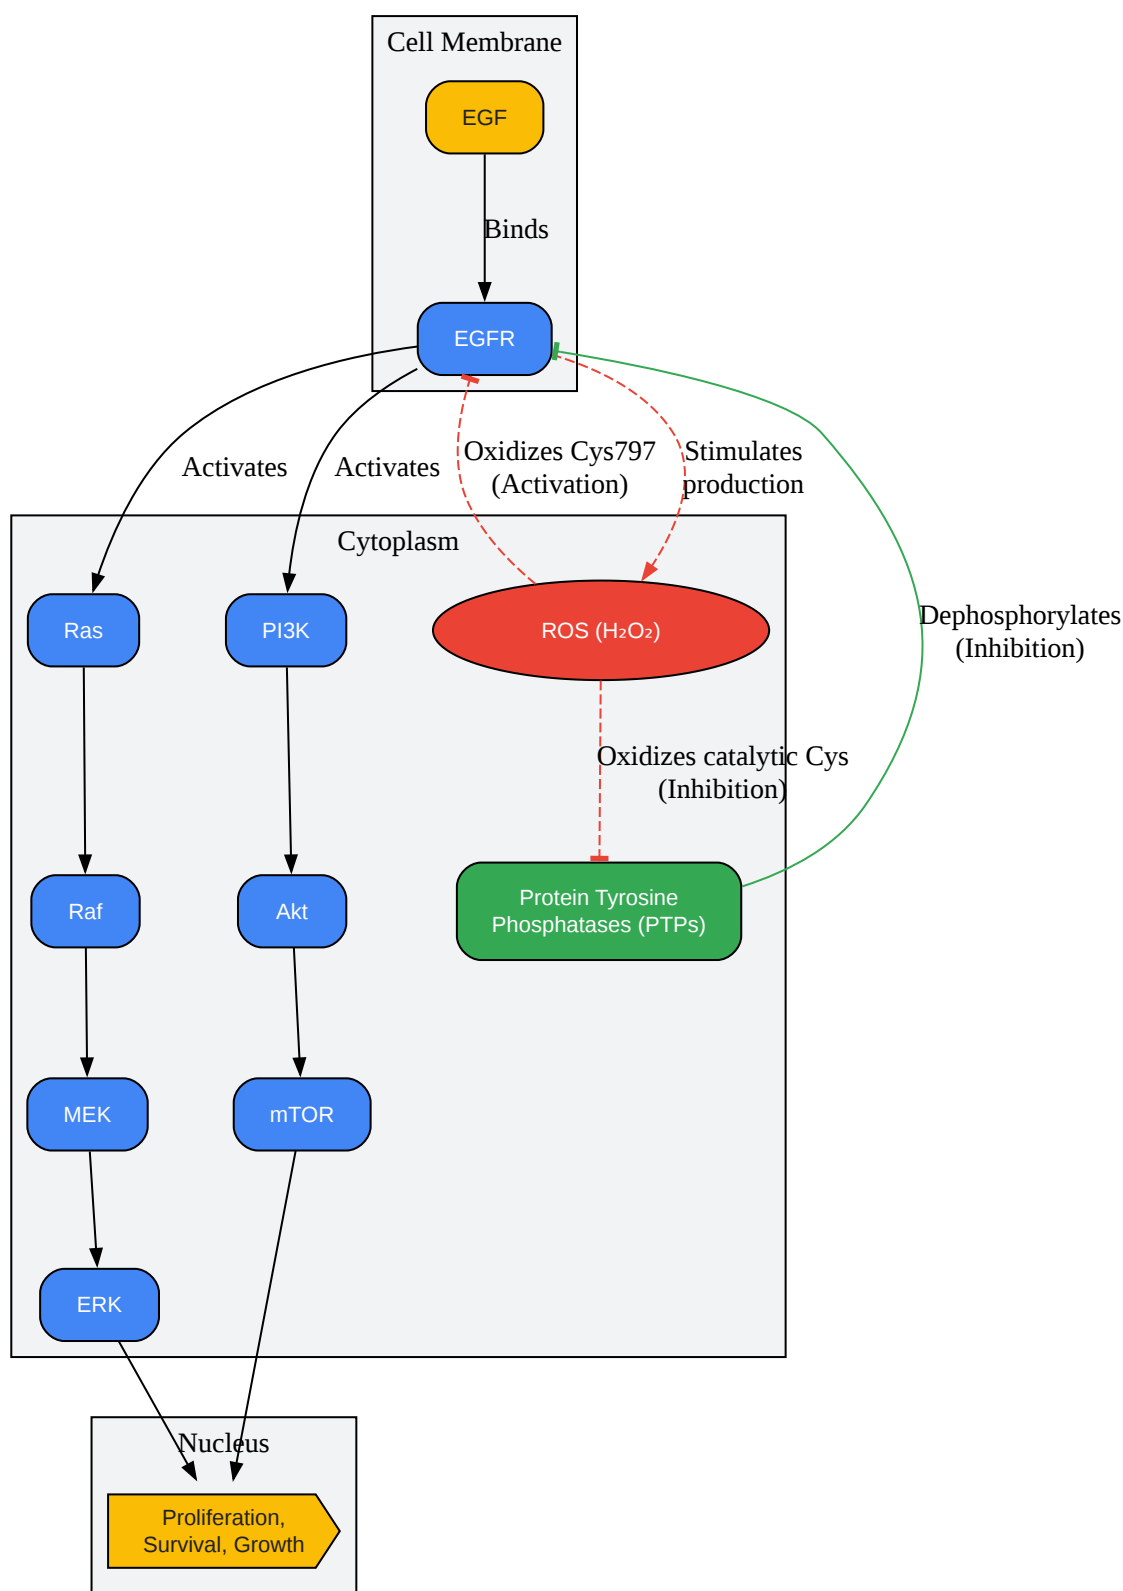 Cell Membrane
EGF
Binds
EGFR
Activates
Activates
Oxidizes Cys797
(Activation)
Stimulates
production
Cytoplasm
Ras
PI3K
ROS (H₂O₂)
Dephosphorylates
(Inhibition)
Oxidizes catalytic Cys
(Inhibition)
Raf
Akt
Protein Tyrosine
Phosphatases (PTPs)
MEK
mTOR
ERK
Nucleus
Proliferation,
Survival, Growth